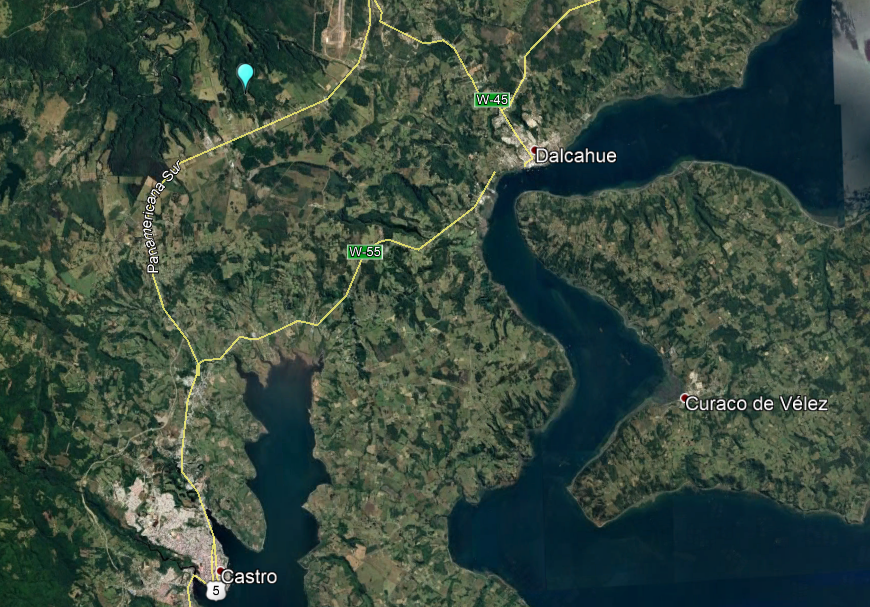 W-45
Dalcahue
Panamericana Sur
W-55
Curaco de Vélez
Castro
5